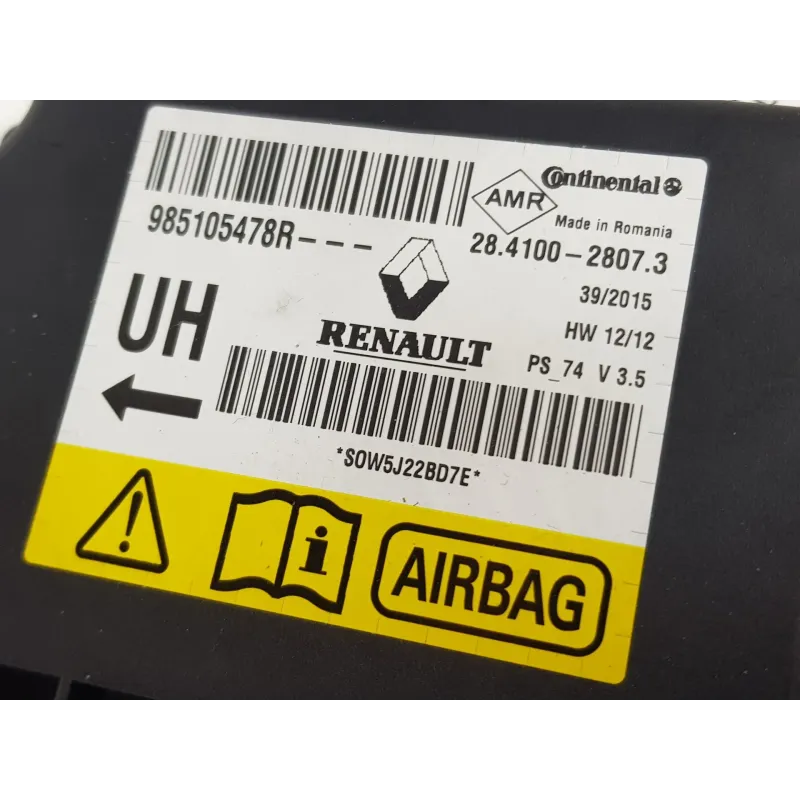 Continental
AMR
Made in Romania
985105478R---
28.4100-2807.3
39/2015
UH
RENAULT
HW 12/12
PS_74 V 3.5
*S0W5J22BD7E*
i
AIRBAG